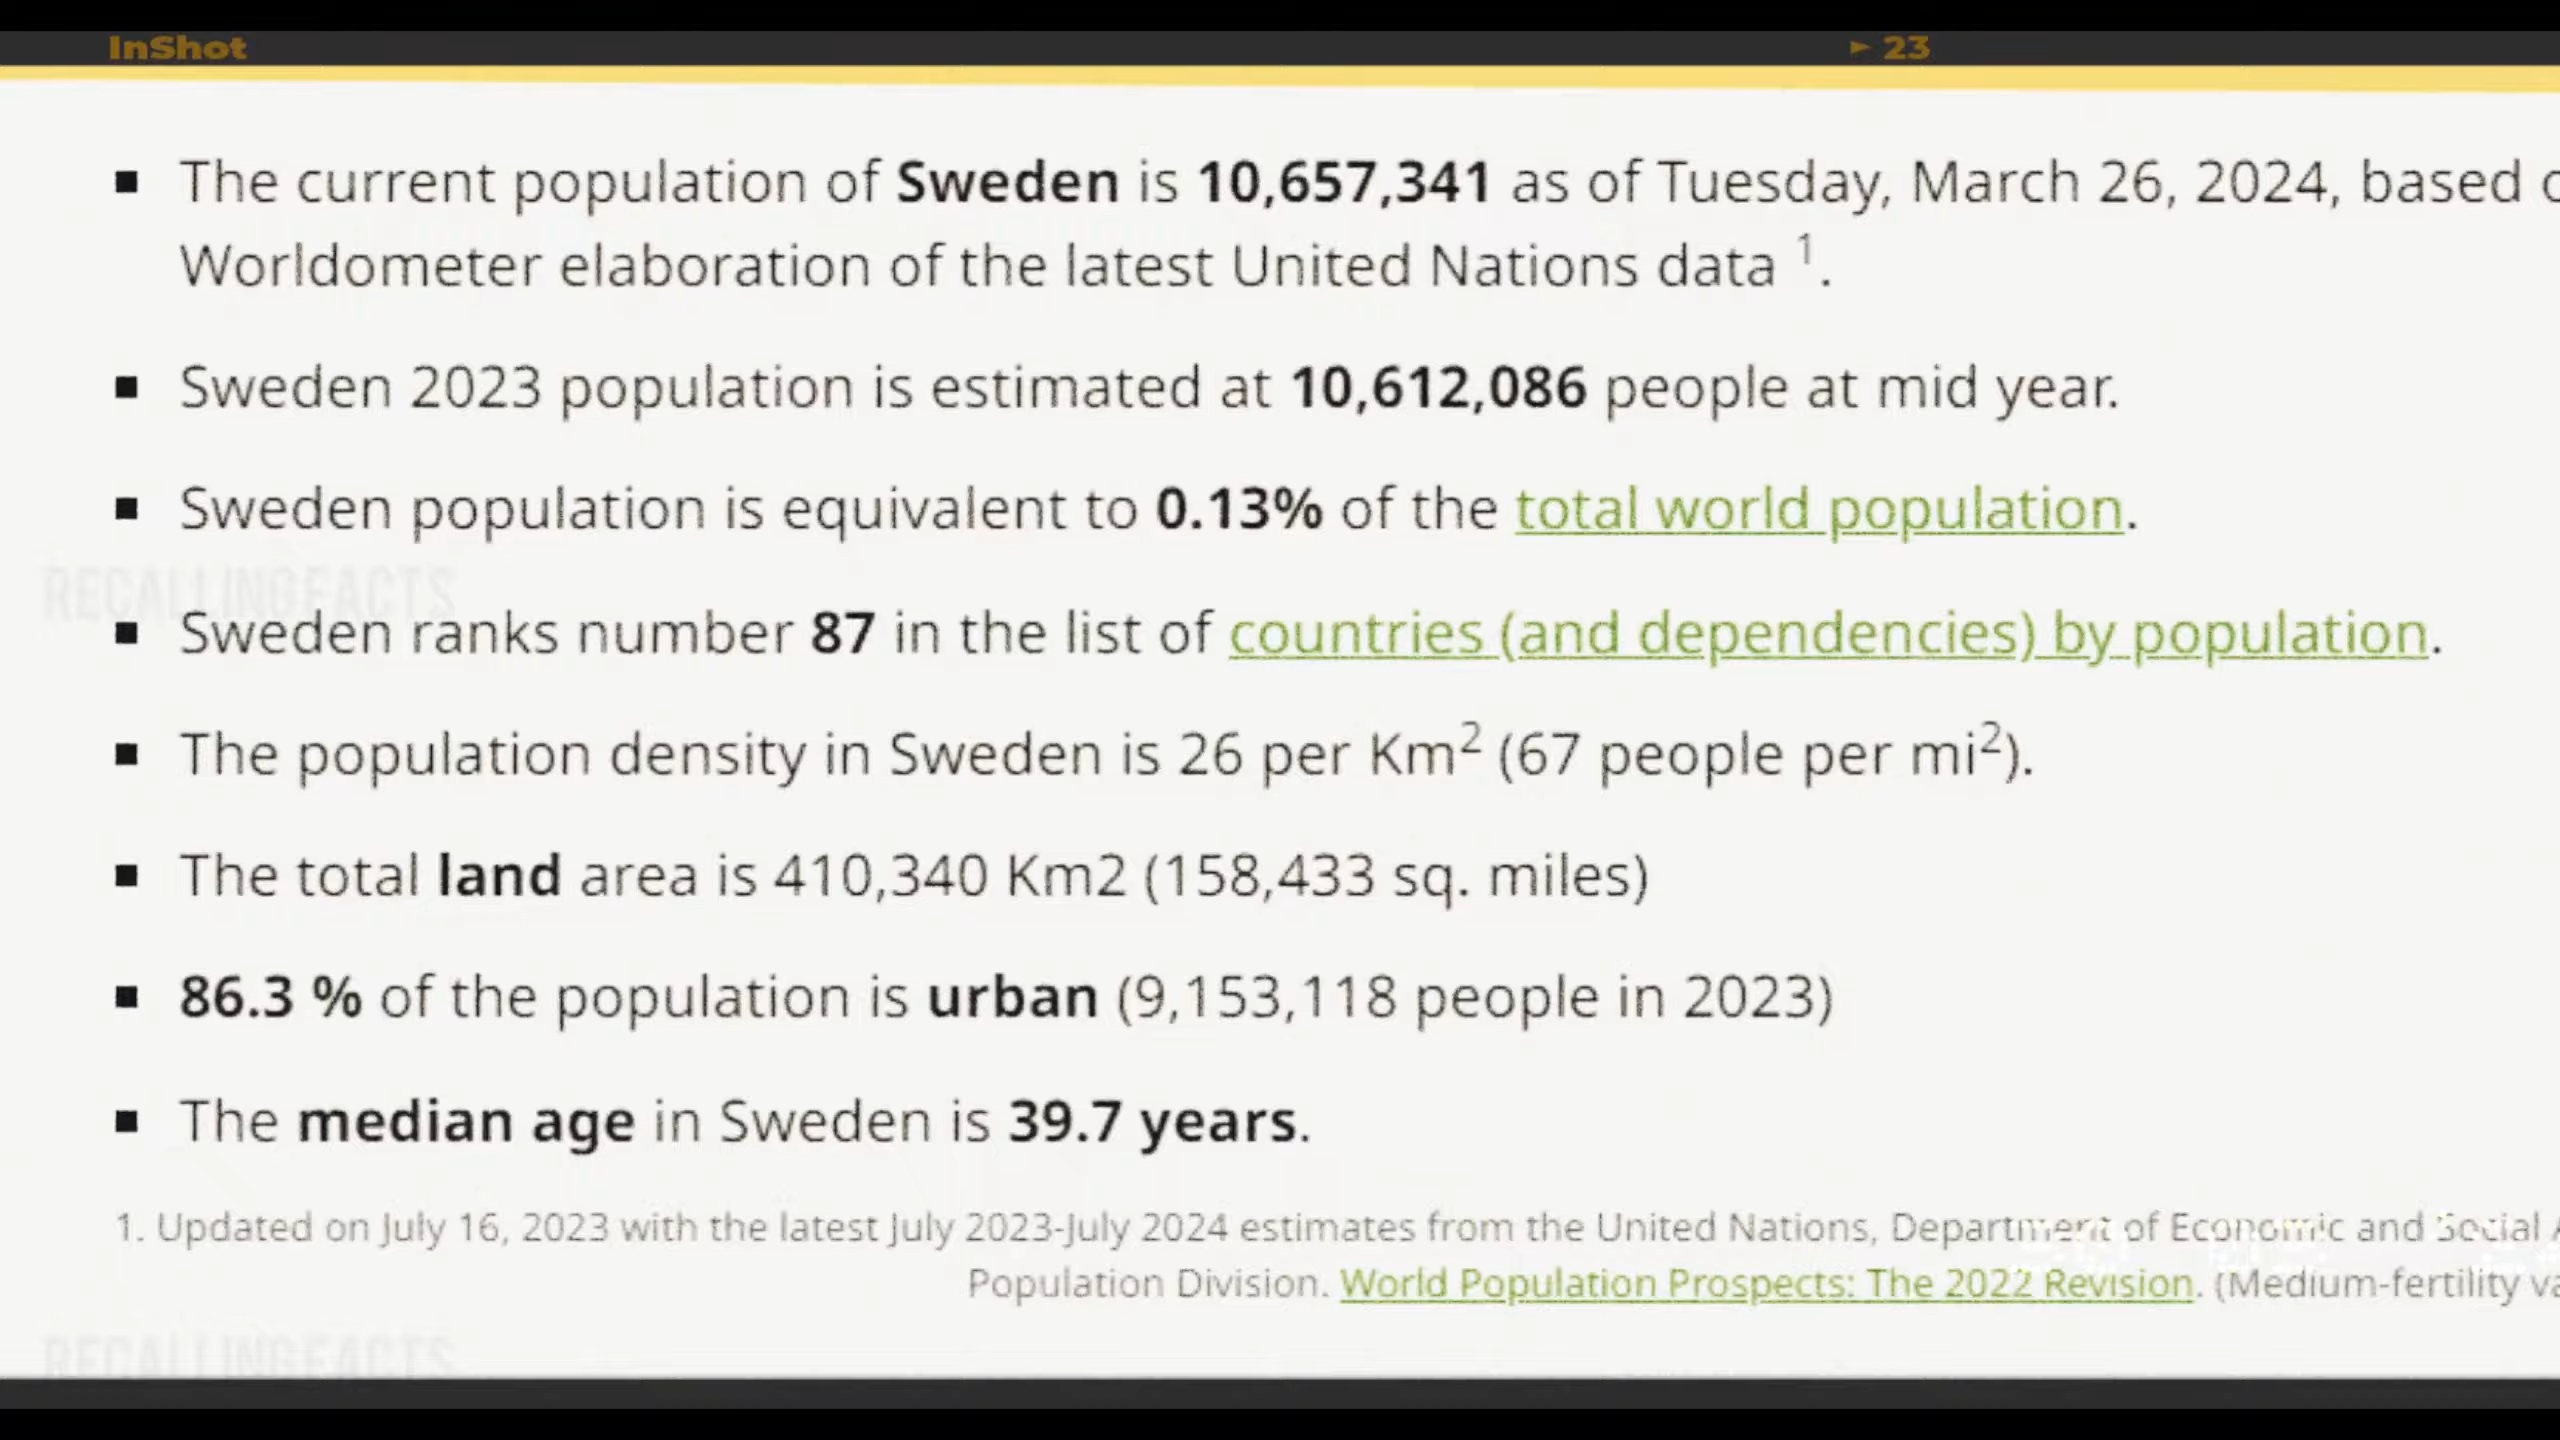 InShot
► 23
The current population of Sweden is 10,657,341 as of Tuesday, March 26, 2024, based
Worldometer elaboration of the latest United Nations data 1.
Sweden 2023 population is estimated at 10,612,086 people at mid year.
Sweden population is equivalent to 0.13% of the total world population.
RECALLINGFACTS
Sweden ranks number 87 in the list of countries (and dependencies) by population.
The population density in Sweden is 26 per Km2 (67 people per mi2).
The total land area is 410,340 Km2 (158,433 sq. miles)
86.3 % of the population is urban (9,153,118 people in 2023)
The median age in Sweden is 39.7 years.
1. Updated on July 16, 2023 with the latest July 2023-July 2024 estimates from the United Nations, Department of Economic and Social
Population Division. World Population Prospects: The 2022 Revision. (Medium-fertility
RECALLINGFACTS